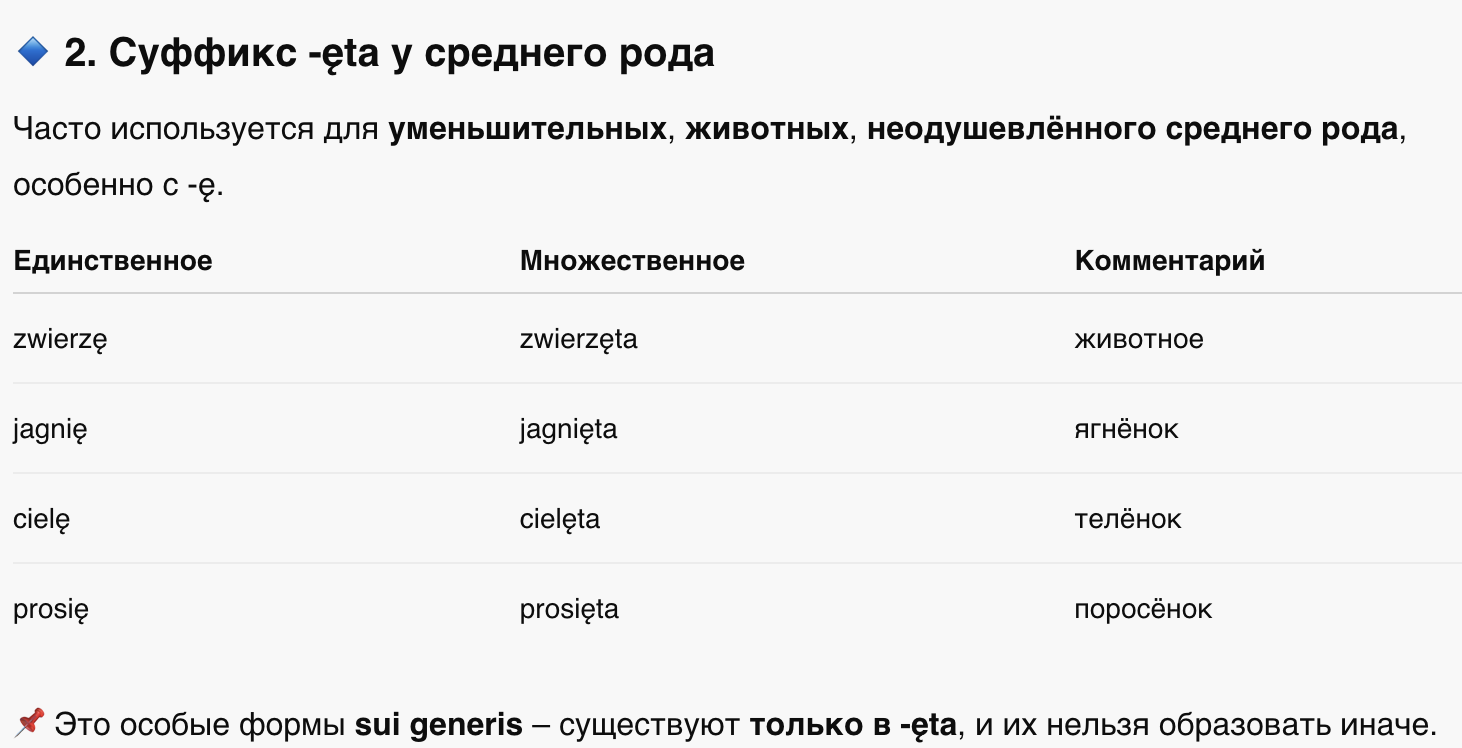 🔹 2. Суффикс -ęta у среднего рода
Часто используется для уменьшительных, животных, неодушевлённого среднего рода,
особенно с -ę.
Единственное Множественное Комментарий
zwierzę zwierzęta животное
jagnię jagnięta ягнёнок
cielę cielęta телёнок
prosię prosięta поросёнок
📌 Это особые формы sui generis – существуют только в -ęta, и их нельзя образовать иначе.